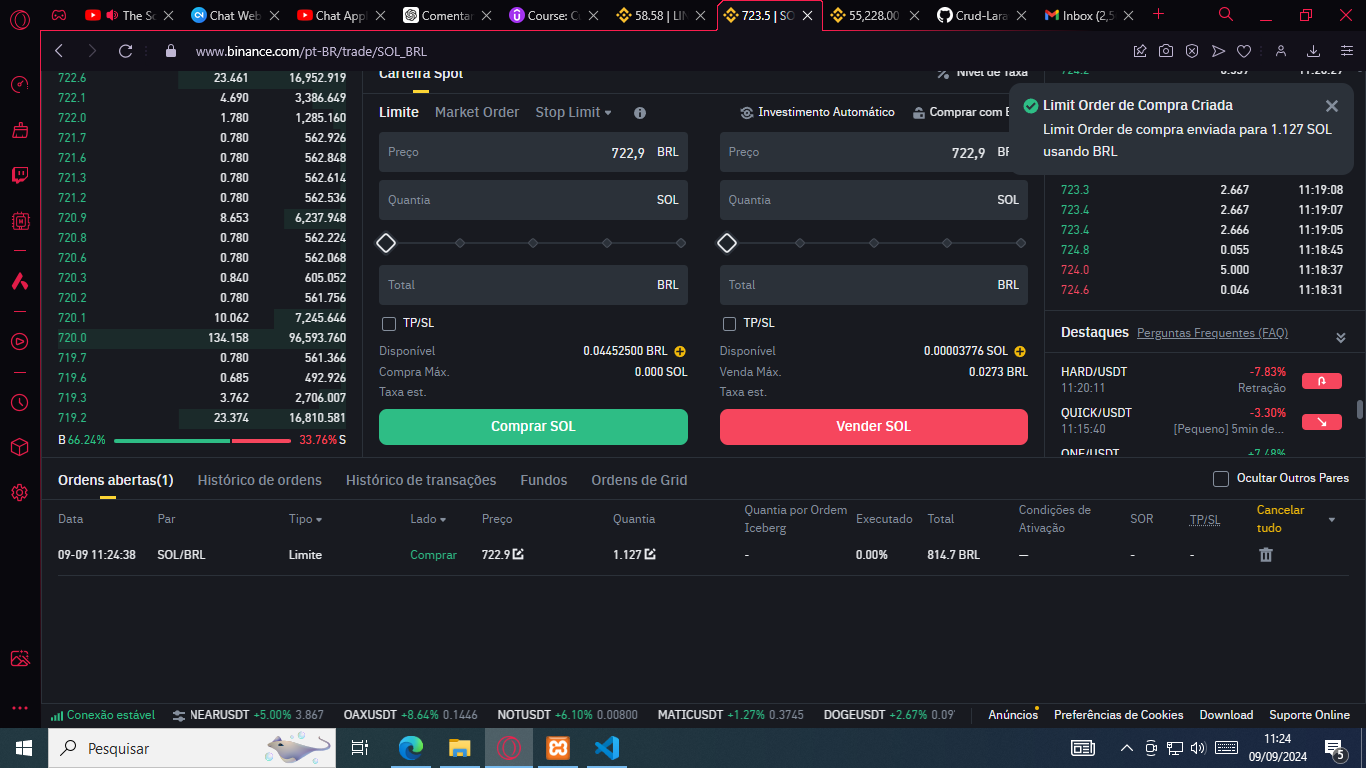 The Sc
Chat Web
Chat Appl
Comentar
Course: C
58.58 | LIN
723.5 | SO
55,228.00
Crud-Lara
Inbox (2,5
www.binance.com/pt-BR/trade/SOL_BRL
722.6 23.461 16,952.919
722.1 4.690 3,386.649
722.0 1.780 1,285.160
721.7 0.780 562.926
721.6 0.780 562.848
721.3 0.780 562.614
721.2 0.780 562.536
720.9 8.653 6,237.948
720.8 0.780 562.224
720.6 0.780 562.068
720.3 0.840 605.052
720.2 0.780 561.756
720.1 10.062 7,245.646
720.0 134.158 96,593.760
719.7 0.780 561.366
719.6 0.685 492.926
719.3 3.762 2,706.007
719.2 23.374 16,810.581
B 66.24% 33.76% S
Carteira Spot
Nível de Taxa
Limite Market Order Stop Limit
Investimento Automático Comprar com
Preço 722,9 BRL
Quantia SOL
Total BRL
TP/SL
Disponível 0.04452500 BRL
Compra Máx. 0.000 SOL
Taxa est.
Comprar SOL
Preço 722,9
Quantia SOL
Total BRL
TP/SL
Disponível 0.00003776 SOL
Venda Máx. 0.0273 BRL
Taxa est.
Vender SOL
724.2 0.557 11:20:27
Limit Order de Compra Criada
Limit Order de compra enviada para 1.127 SOL
usando BRL
723.3 2.667 11:19:08
723.4 2.667 11:19:07
723.4 2.666 11:19:05
724.8 0.055 11:18:45
724.0 5.000 11:18:37
724.6 0.046 11:18:31
Destaques Perguntas Frequentes (FAQ)
HARD/USDT -7.83%
11:20:11 Retração
QUICK/USDT -3.30%
11:15:40 [Pequeno] 5min de...
ONE/USDT +7.48%
Ordens abertas(1) Histórico de ordens Histórico de transações Fundos Ordens de Grid
Ocultar Outros Pares
Data Par Tipo Lado Preço Quantia Quantia por Ordem Iceberg Executado Total Condições de Ativação SOR TP/SL Cancelar tudo
09-09 11:24:38 SOL/BRL Limite Comprar 722.9 1.127 - 0.00% 814.7 BRL — - -
Conexão estável
NEARUSDT +5.00% 3.867 OAXUSDT +8.64% 0.1446 NOTUSDT +6.10% 0.00800 MATICUSDT +1.27% 0.3745 DOGEUSDT +2.67% 0.09
Anúncios Preferências de Cookies Download Suporte Online
Pesquisar
11:24
09/09/2024
5